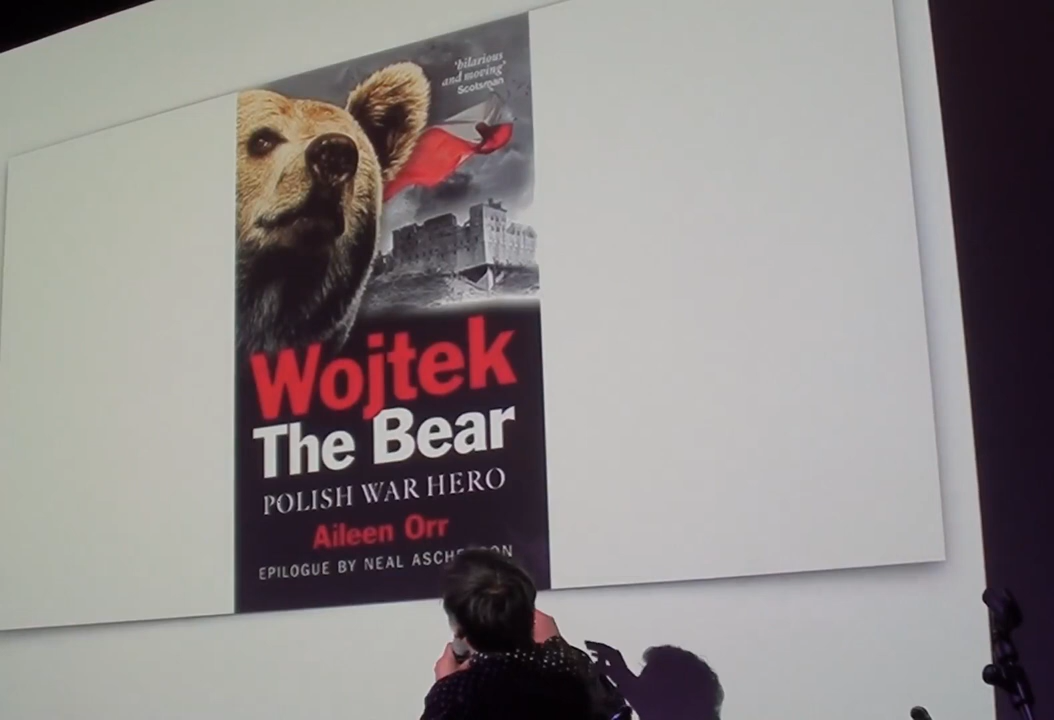 'hilarious
and moving'
Scotsman
Wojtek
The Bear
POLISH WAR HERO
Aileen Orr
EPILOGUE BY NEAL